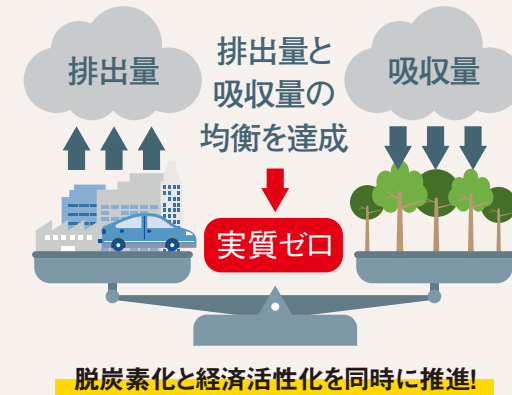 排出量
排出量と
吸収量の
均衡を達成
吸収量
実質ゼロ
脱炭素化と経済活性化を同時に推進!